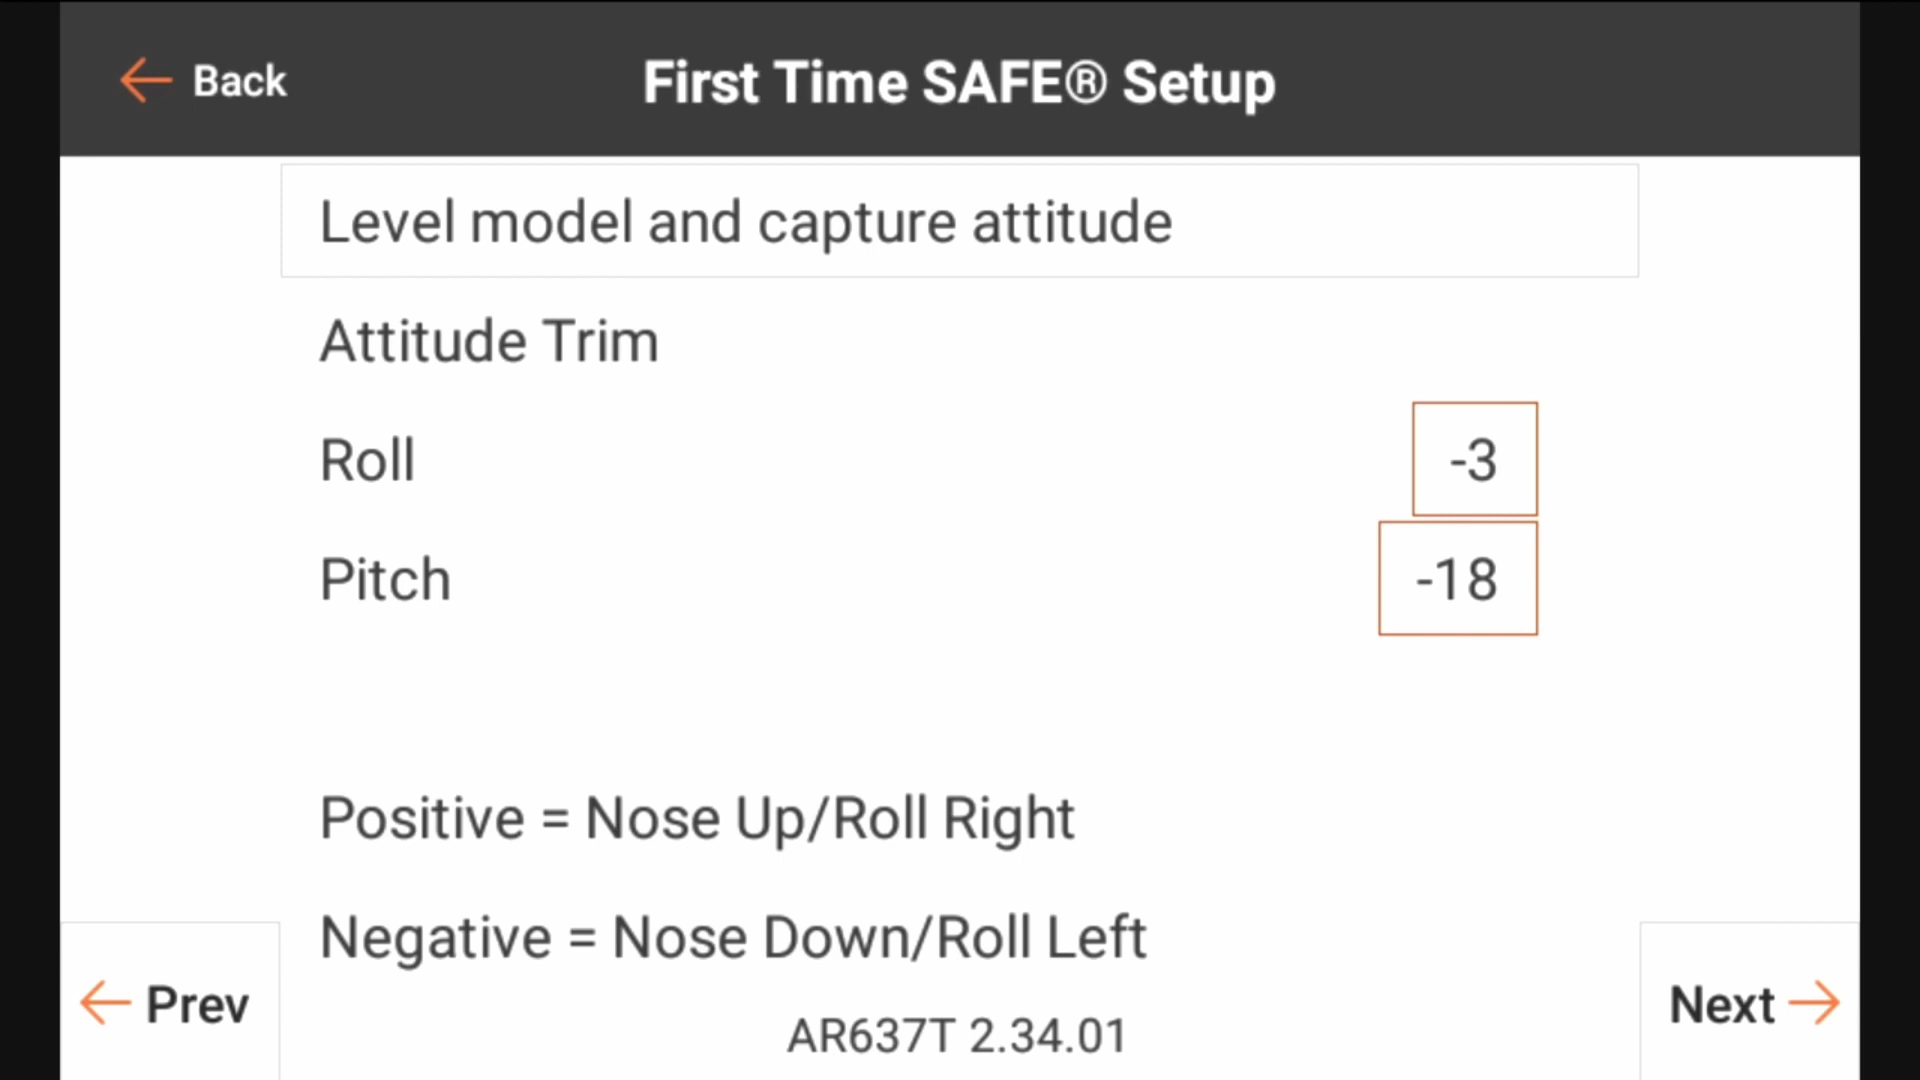 Back
First Time SAFE® Setup
Level model and capture attitude
Attitude Trim
Roll
-3
Pitch
-18
Positive = Nose Up/Roll Right
Negative = Nose Down/Roll Left
Prev
Next
AR637T 2.34.01